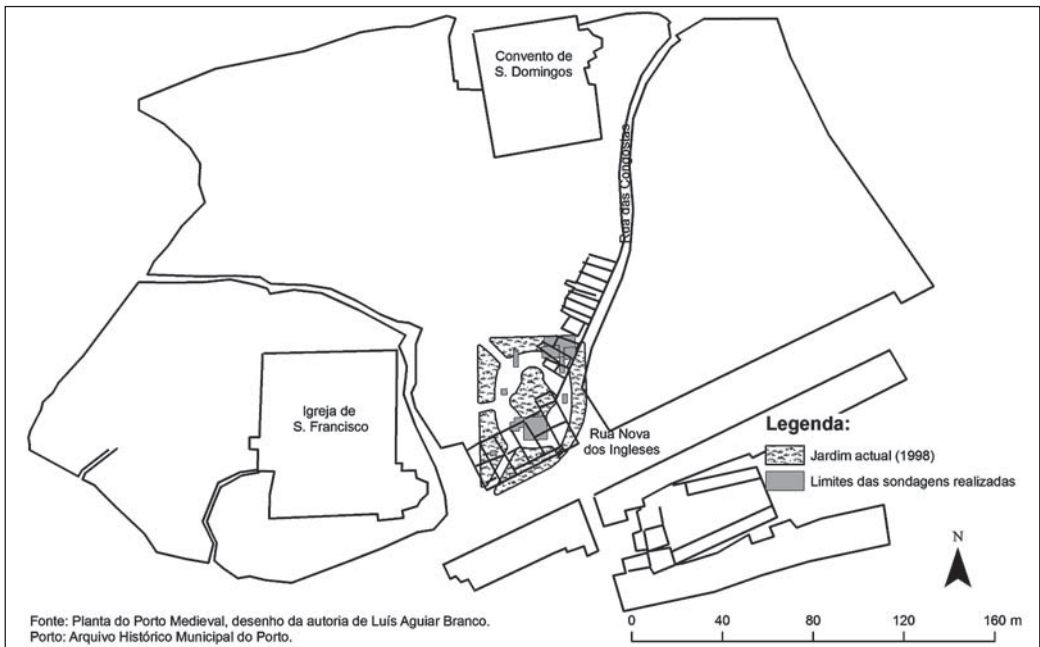 Convento de
S. Domingos
Rua das Congostas
Igreja de
S. Francisco
Rua Nova
dos Ingleses
Legenda:
Jardim actual (1998)
Limites das sondagens realizadas
N
Fonte: Planta do Porto Medieval, desenho da autoria de Luís Aguiar Branco.
Porto: Arquivo Histórico Municipal do Porto.
0 40 80 120 160 m